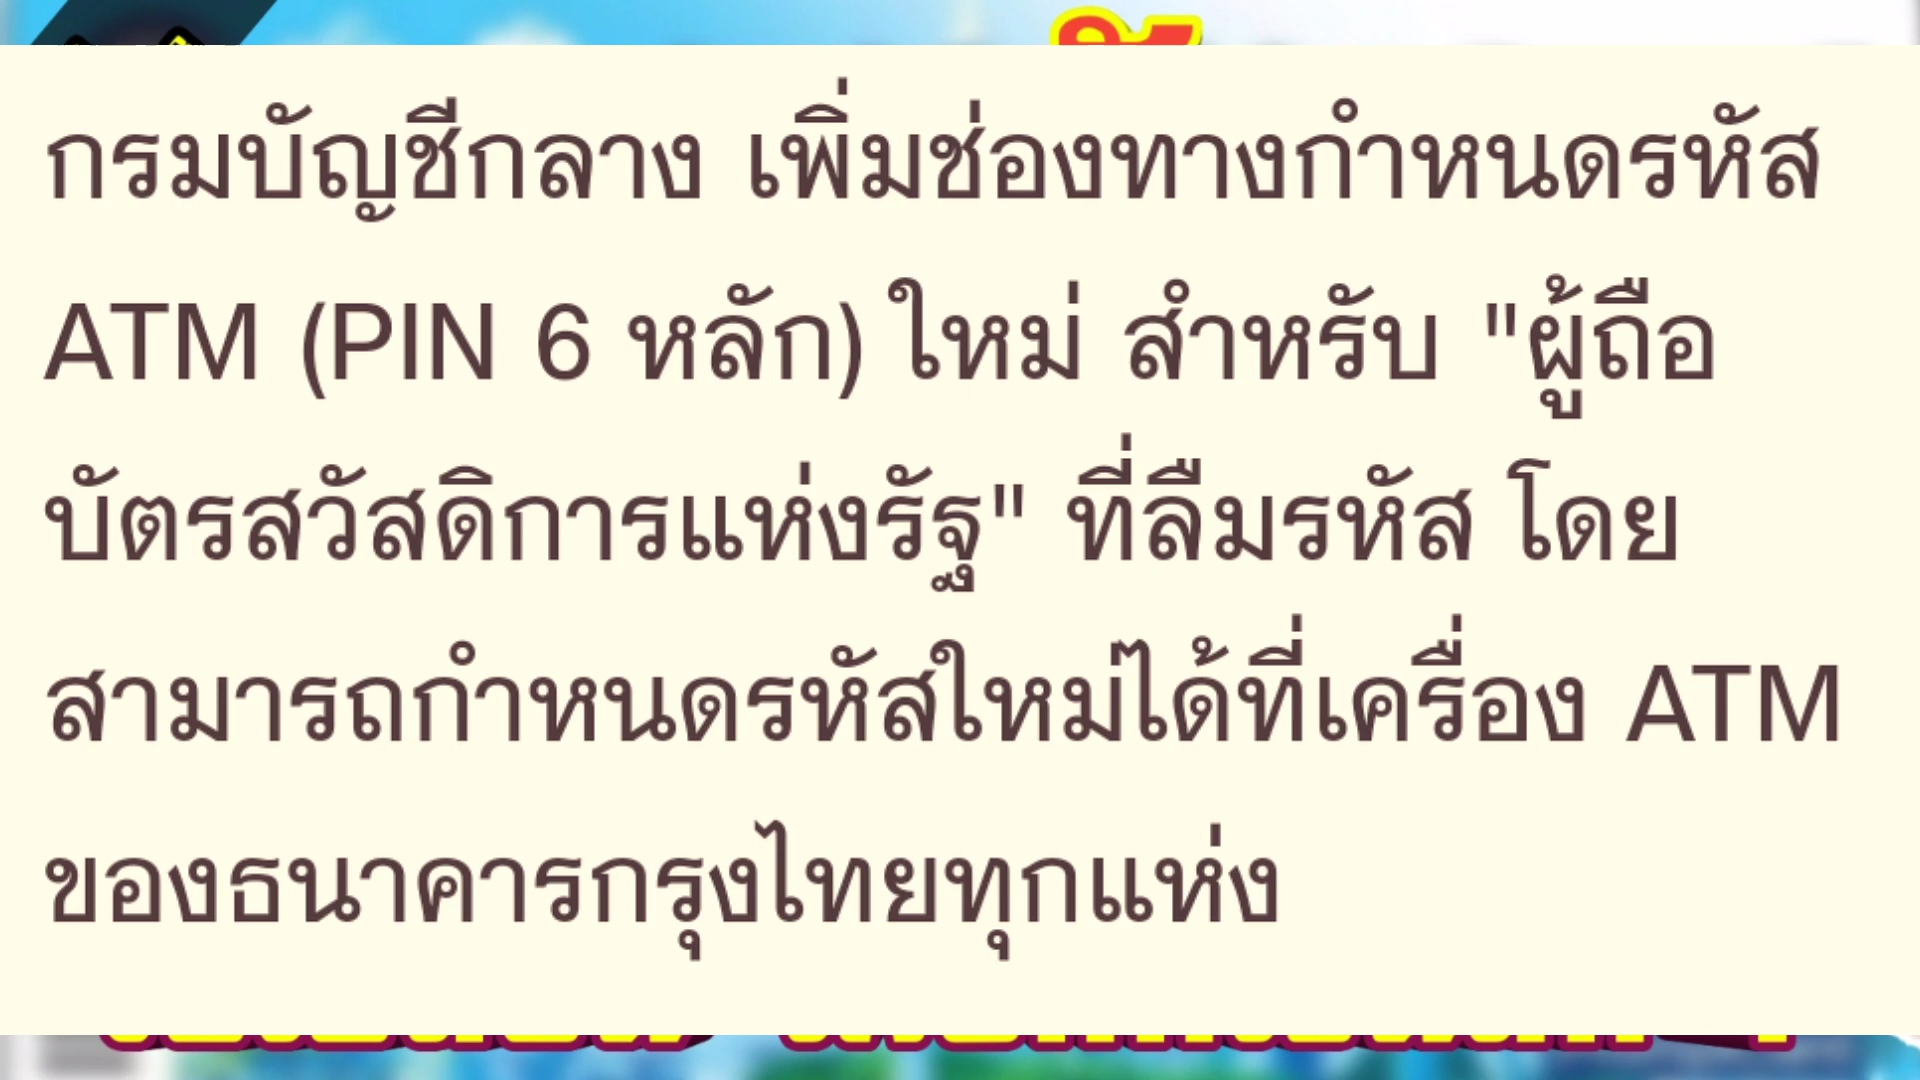 กรมบัญชีกลาง เพิ่มช่องทางกำหนดรหัส
ATM (PIN 6 หลัก) ใหม่ สำหรับ "ผู้ถือ
บัตรสวัสดิการแห่งรัฐ" ที่ลืมรหัส โดย
สามารถกำหนดรหัสใหม่ได้ที่เครื่อง ATM
ของธนาคารกรุงไทยทุกแห่ง